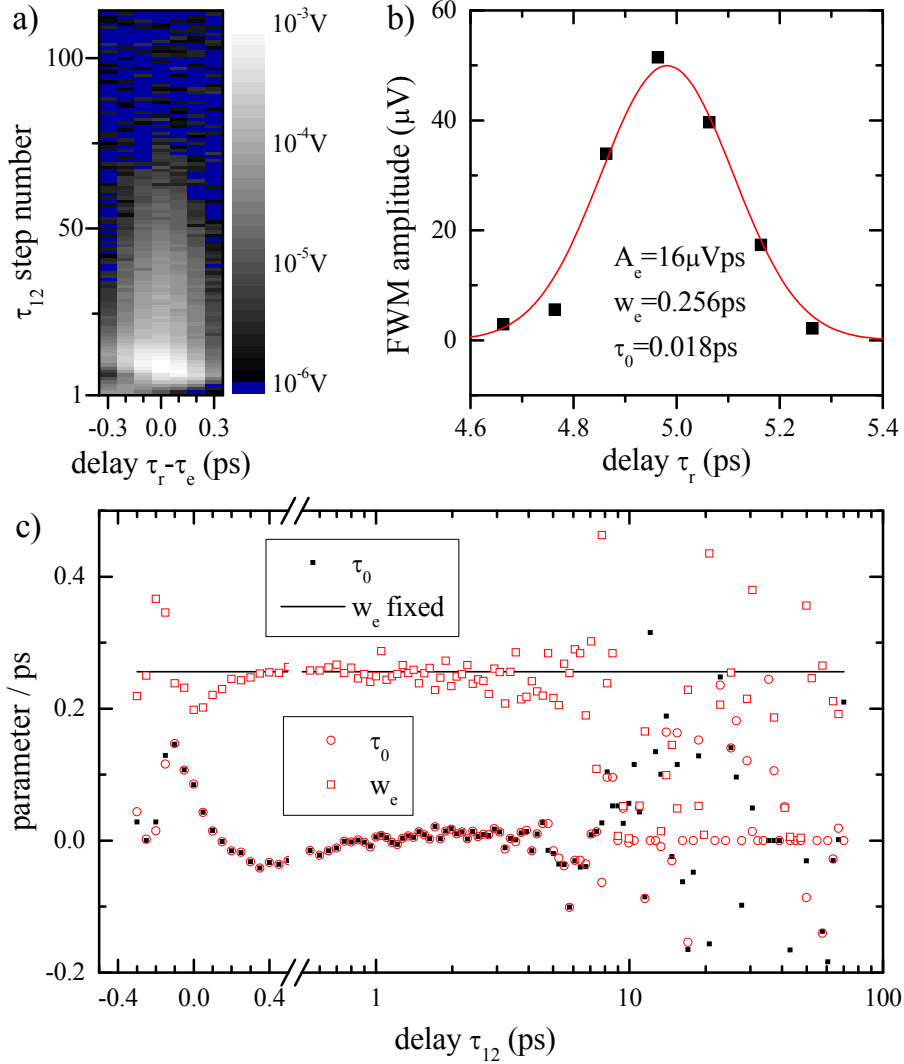 a)
τ12 step number
100
50
1
-0.3 0.0 0.3
delay τr-τe (ps)
10-3V
10-4V
10-5V
10-6V
b)
FWM amplitude (μV)
60
40
20
0
Ae=16μVps
we=0.256ps
τ0=0.018ps
4.6 4.8 5.0 5.2 5.4
delay τr (ps)
c)
parameter / ps
0.4
0.2
0.0
-0.2
τ0
we fixed
τ0
we
-0.4 0.0 0.4 1 10 100
delay τ12 (ps)